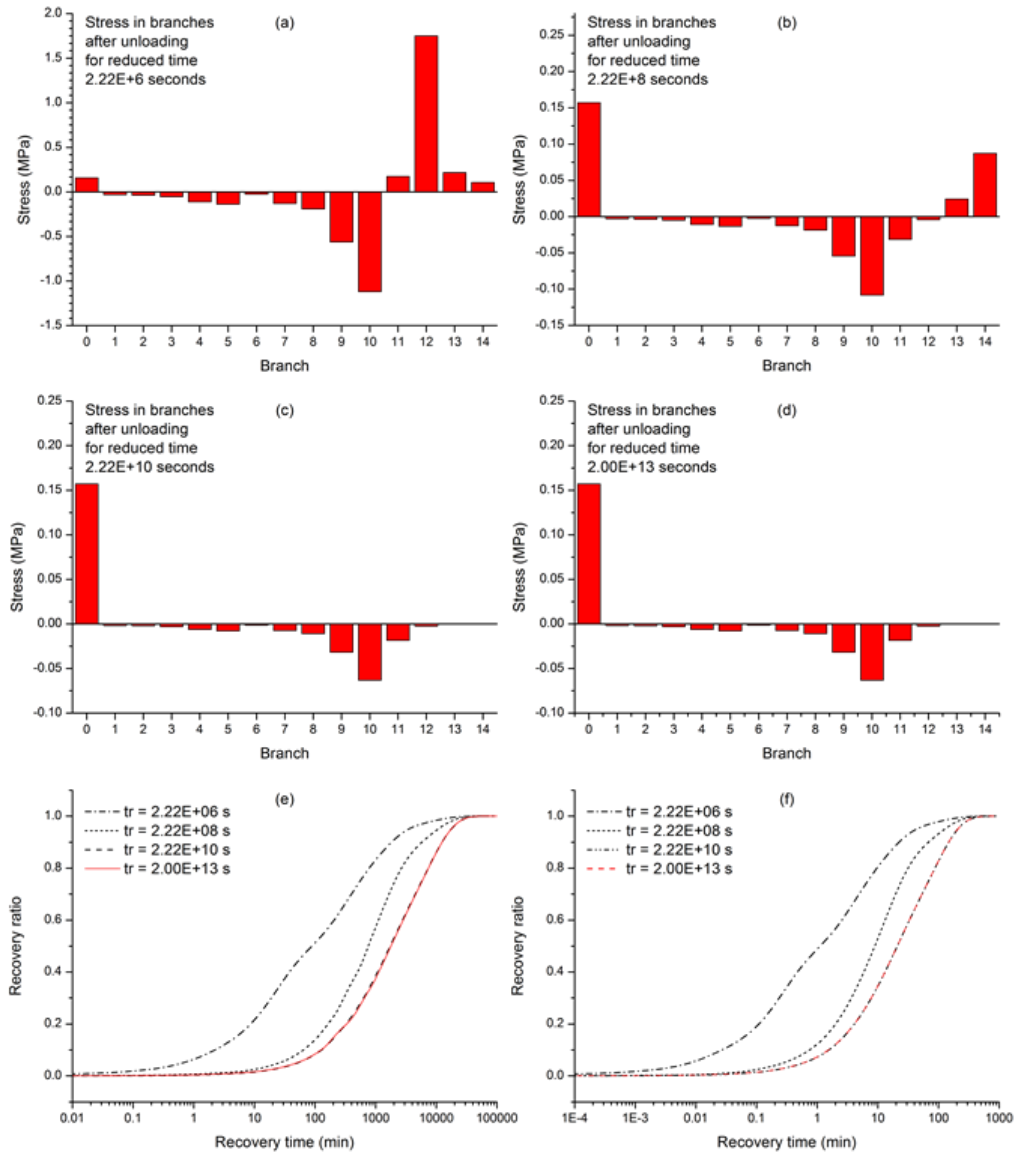 Stress in branches
after unloading
for reduced time
2.22E+6 seconds
(a)
2.0
1.5
1.0
0.5
0.0
-0.5
-1.0
-1.5
Stress (MPa)
0 1 2 3 4 5 6 7 8 9 10 11 12 13 14
Branch
Stress in branches
after unloading
for reduced time
2.22E+8 seconds
(b)
0.25
0.20
0.15
0.10
0.05
0.00
-0.05
-0.10
-0.15
Stress (MPa)
0 1 2 3 4 5 6 7 8 9 10 11 12 13 14
Branch
Stress in branches
after unloading
for reduced time
2.22E+10 seconds
(c)
0.25
0.20
0.15
0.10
0.05
0.00
-0.05
-0.10
Stress (MPa)
0 1 2 3 4 5 6 7 8 9 10 11 12 13 14
Branch
Stress in branches
after unloading
for reduced time
2.00E+13 seconds
(d)
0.25
0.20
0.15
0.10
0.05
0.00
-0.05
-0.10
Stress (MPa)
0 1 2 3 4 5 6 7 8 9 10 11 12 13 14
Branch
(e)
tr = 2.22E+06 s
tr = 2.22E+08 s
tr = 2.22E+10 s
tr = 2.00E+13 s
1.0
0.8
0.6
0.4
0.2
0.0
Recovery ratio
0.01 0.1 1 10 100 1000 10000 100000
Recovery time (min)
(f)
tr = 2.22E+06 s
tr = 2.22E+08 s
tr = 2.22E+10 s
tr = 2.00E+13 s
1.0
0.8
0.6
0.4
0.2
0.0
Recovery ratio
1E-4 1E-3 0.01 0.1 1 10 100 1000
Recovery time (min)